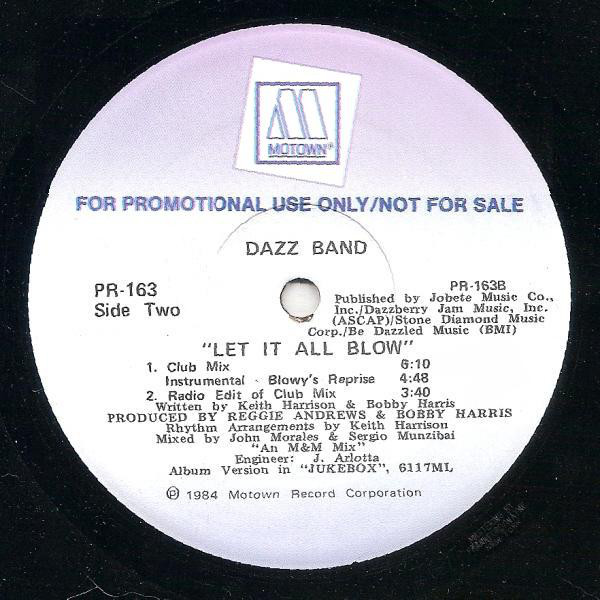 MOTOWN®
FOR PROMOTIONAL USE ONLY/NOT FOR SALE
DAZZ BAND
PR-163
Side Two
PR-163B
Published by Jobete Music Co.,
Inc./Dazzberry Jam Music, Inc.
(ASCAP)/Stone Diamond Music
Corp./Be Dazzled Music (BMI)
"LET IT ALL BLOW"
1. Club Mix 6:10
Instrumental - Blowy's Reprise 4:48
2. Radio Edit of Club Mix 3:40
Written by Keith Harrison & Bobby Harris
PRODUCED BY REGGIE ANDREWS & BOBBY HARRIS
Rhythm Arrangements by Keith Harrison
Mixed by John Morales & Sergio Munzibai
"An M&M Mix"
Engineer: J. Arlotta
Album Version in "JUKEBOX", 6117ML
℗ 1984 Motown Record Corporation